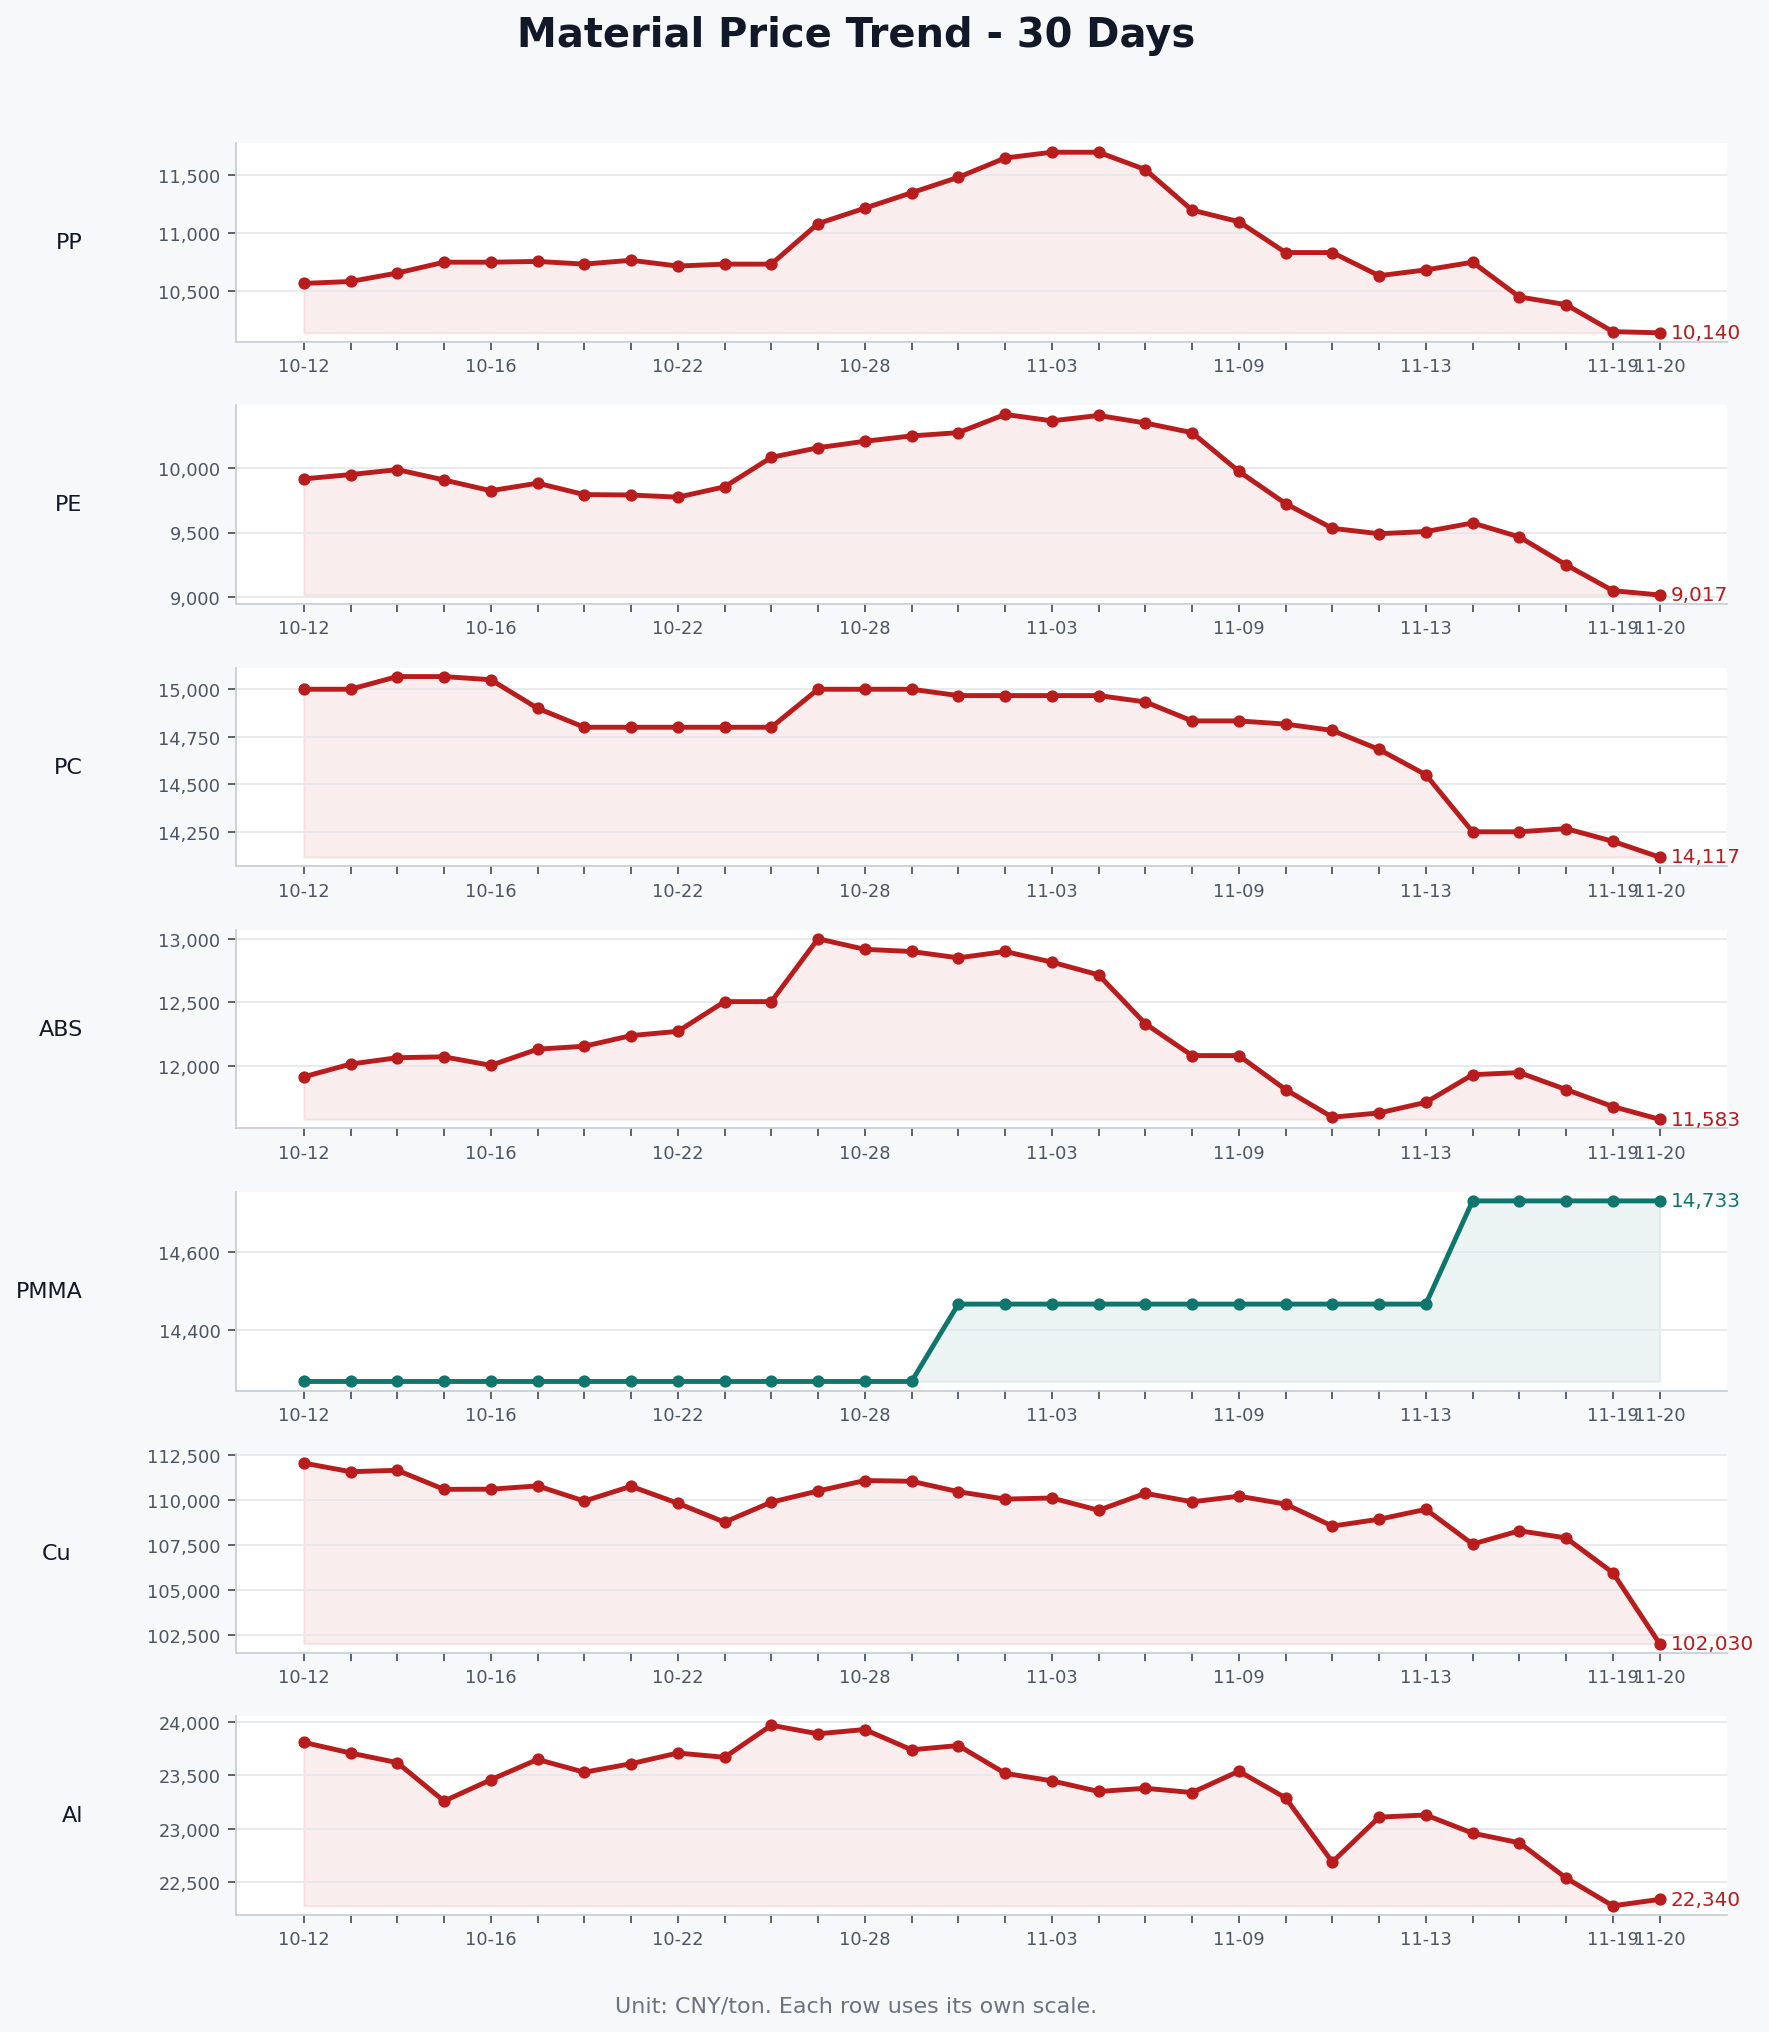 Material Price Trend - 30 Days
PP
11,500
11,000
10,500
10,140
10-12 10-16 10-22 10-28 11-03 11-09 11-13 11-19 11-20
PE
10,000
9,500
9,000
9,017
10-12 10-16 10-22 10-28 11-03 11-09 11-13 11-19 11-20
PC
15,000
14,750
14,500
14,250
14,117
10-12 10-16 10-22 10-28 11-03 11-09 11-13 11-19 11-20
ABS
13,000
12,500
12,000
11,583
10-12 10-16 10-22 10-28 11-03 11-09 11-13 11-19 11-20
PMMA
14,733
14,600
14,400
10-12 10-16 10-22 10-28 11-03 11-09 11-13 11-19 11-20
Cu
112,500
110,000
107,500
105,000
102,500
102,030
10-12 10-16 10-22 10-28 11-03 11-09 11-13 11-19 11-20
Al
24,000
23,500
23,000
22,500
22,340
10-12 10-16 10-22 10-28 11-03 11-09 11-13 11-19 11-20
Unit: CNY/ton. Each row uses its own scale.